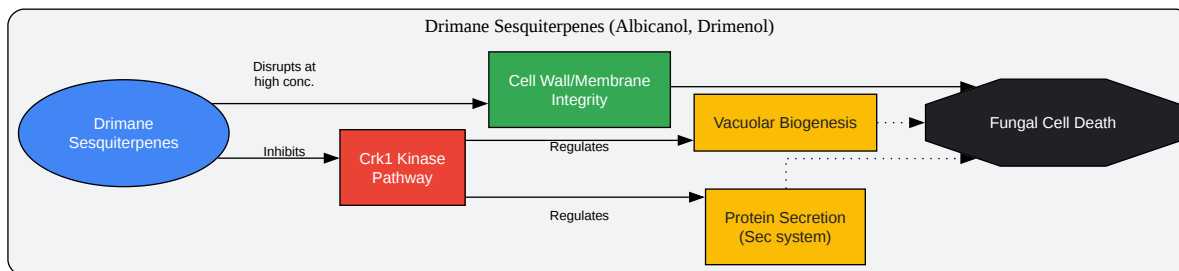 Drimane Sesquiterpenes (Albicanol, Drimenol)
Disrupts at
high conc.
Cell Wall/Membrane
Integrity
Drimane
Sesquiterpenes
Vacuolar Biogenesis
Fungal Cell Death
Inhibits
Crk1 Kinase
Pathway
Regulates
Regulates
Protein Secretion
(Sec system)